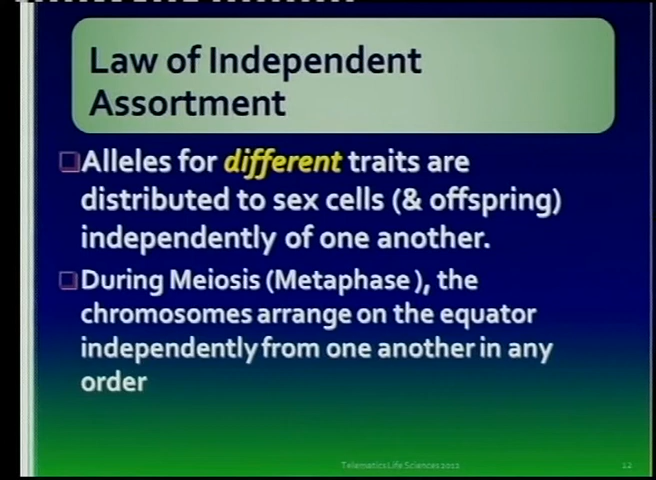 Law of Independent
Assortment
Alleles for different traits are
distributed to sex cells (& offspring)
independently of one another.
During Meiosis (Metaphase ), the
chromosomes arrange on the equator
independently from one another in any
order
Telematics Life Sciences 2012
12